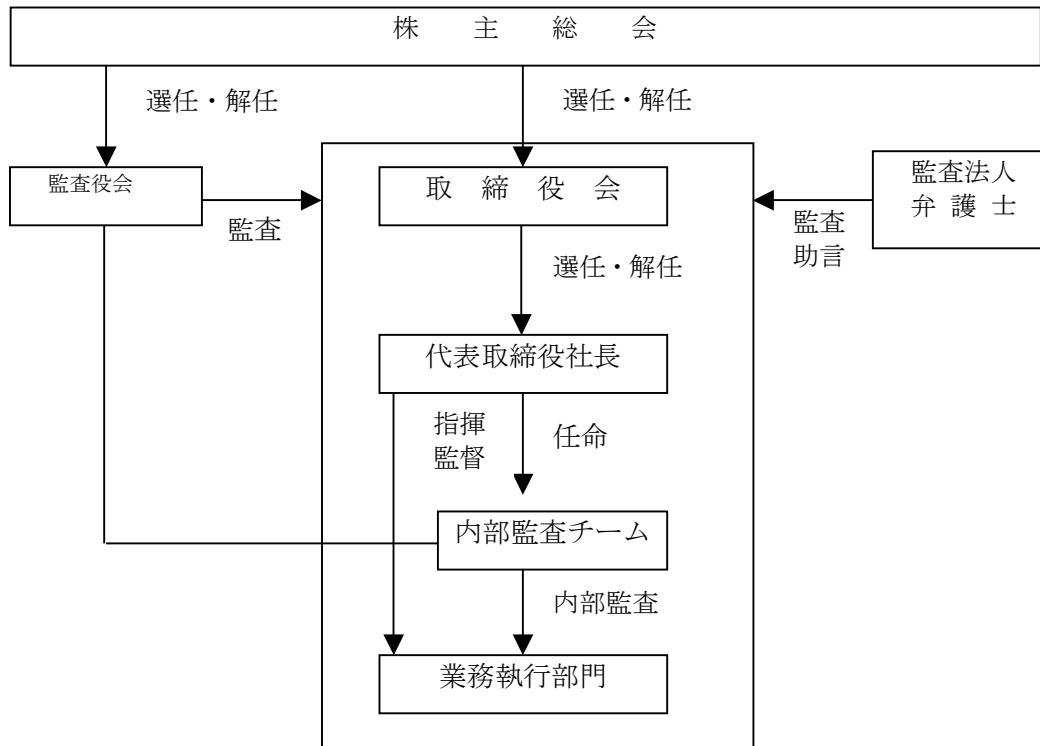 株 主 総 会
選任・解任
選任・解任
監査役会
監査
取 締 役 会
監査法人
弁 護 士
監査
助言
選任・解任
代表取締役社長
指揮
監督
任命
内部監査チーム
内部監査
業務執行部門